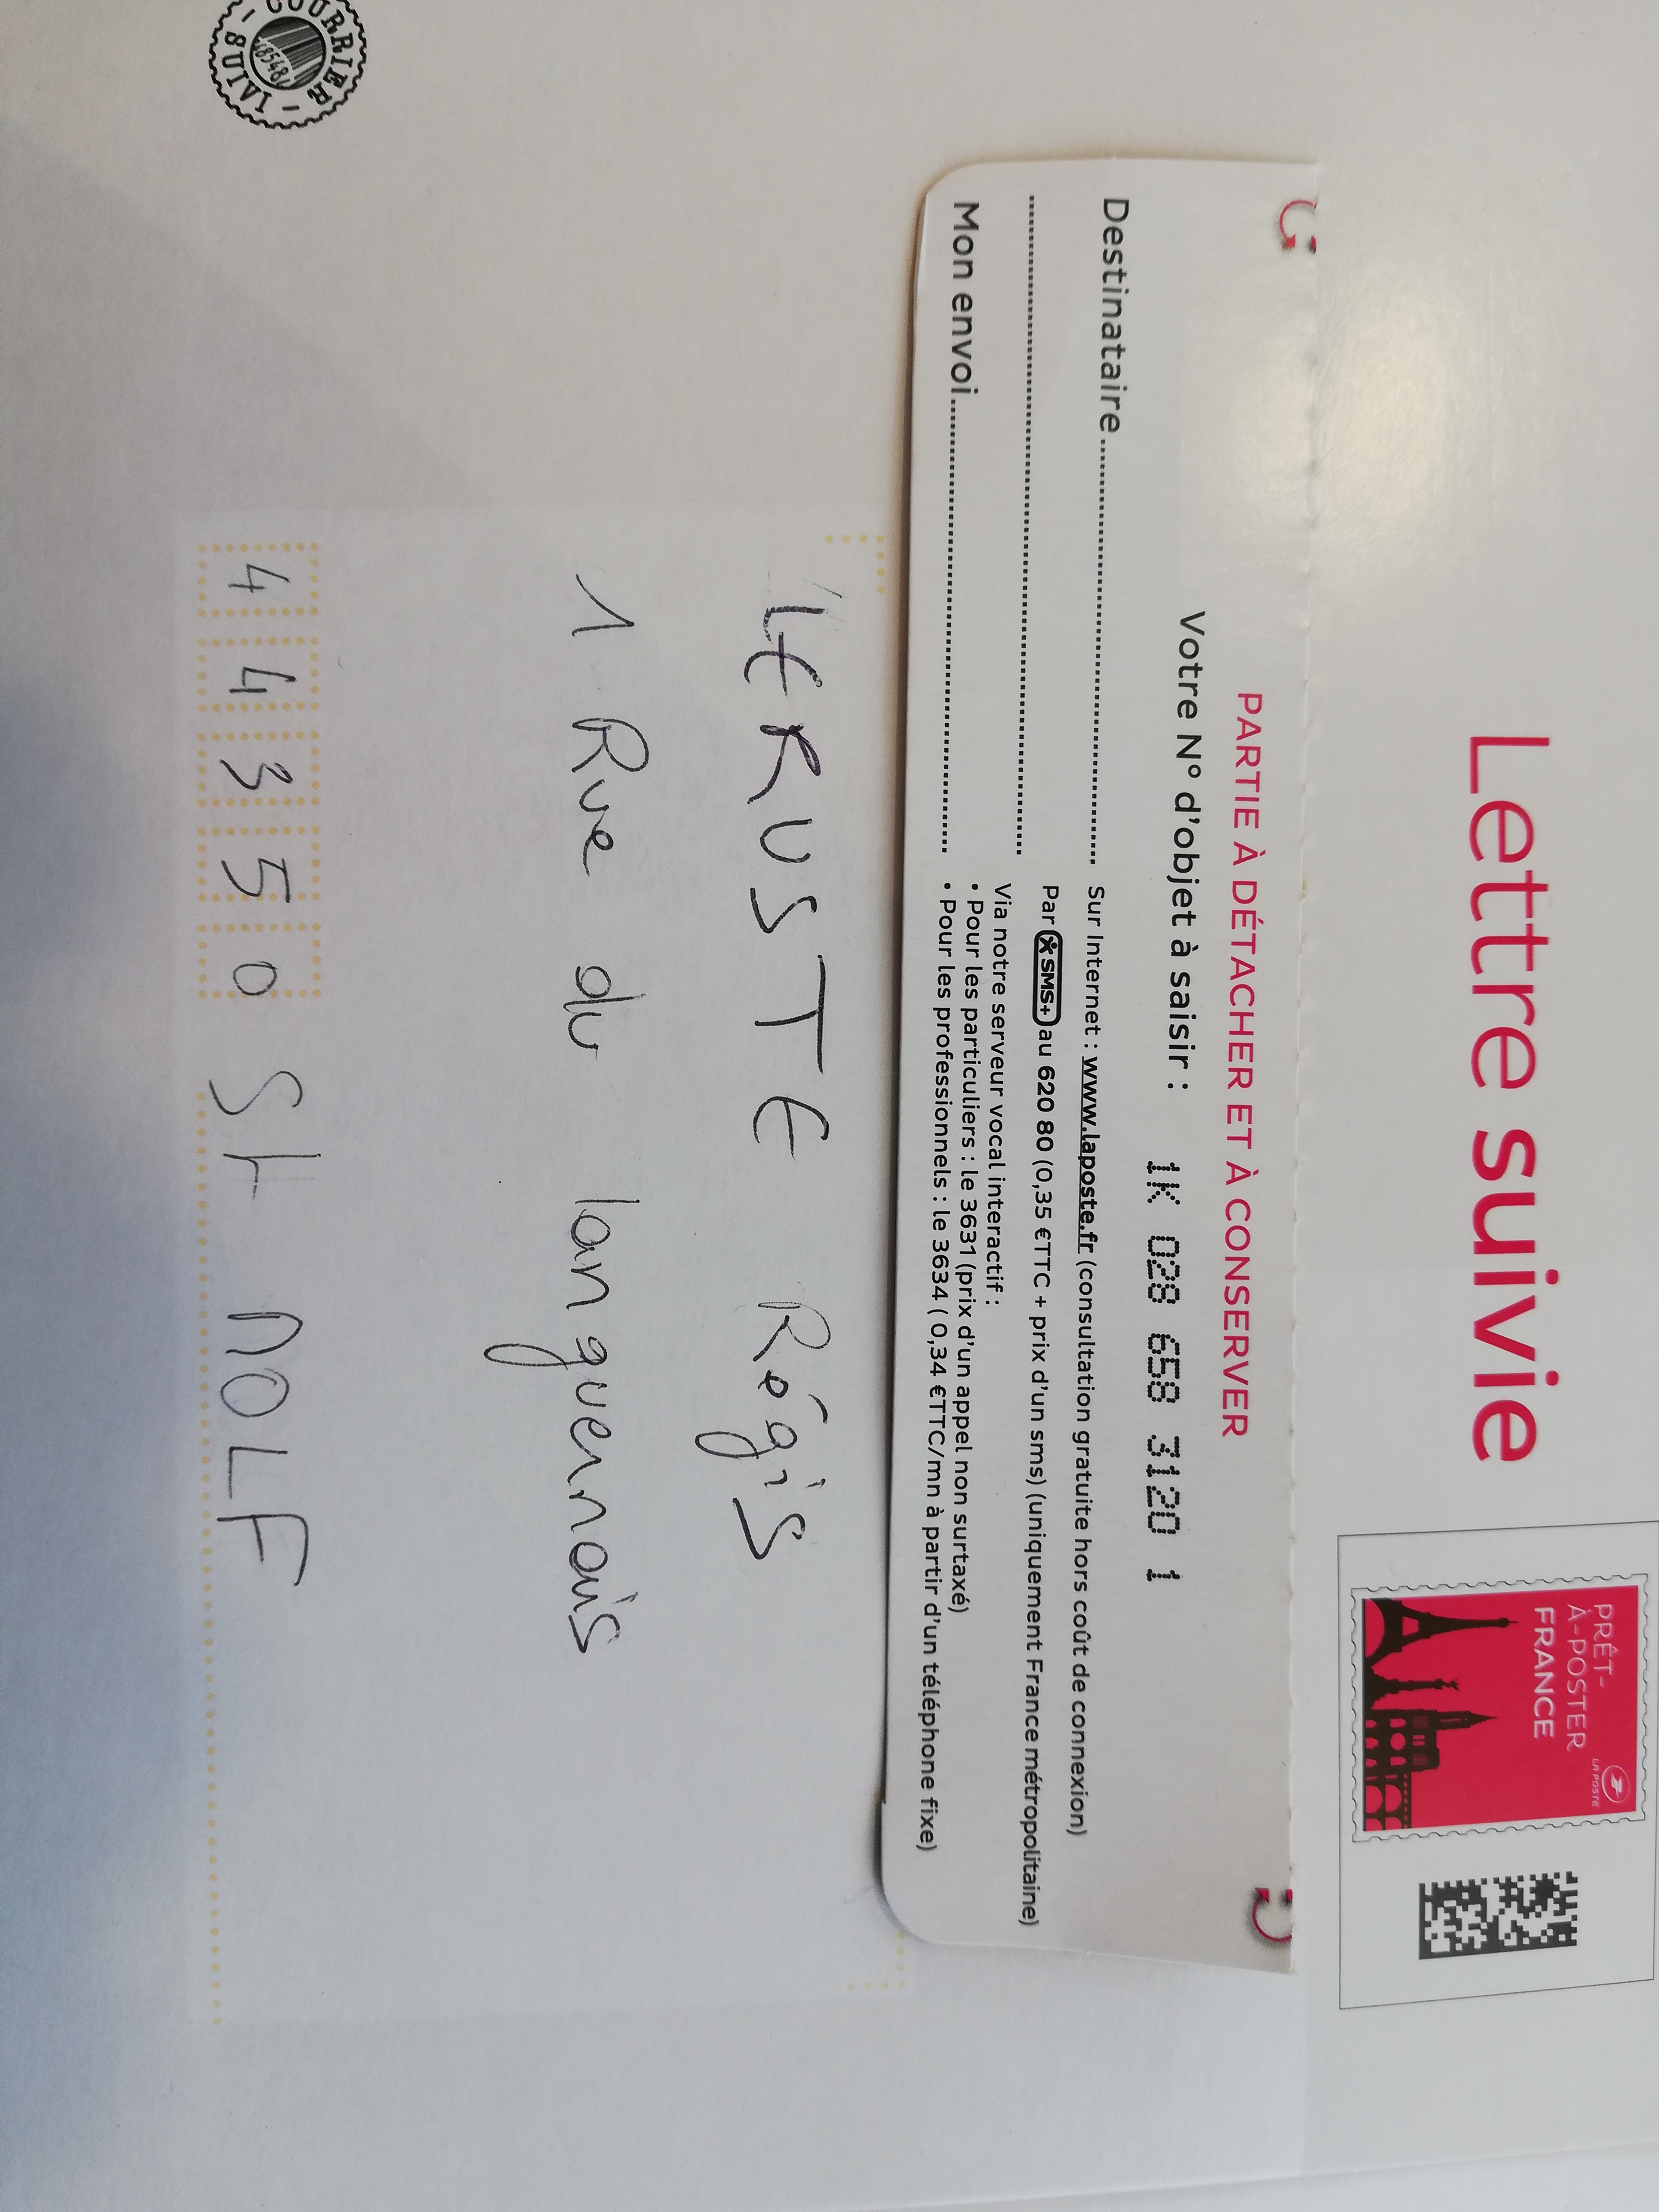 Lettre suivie
PRÊT-
À-POSTER
FRANCE
LA POSTE
PARTIE À DÉTACHER ET À CONSERVER
Votre N° d'objet à saisir : 1K 028 658 3120 1
Destinataire
Mon envoi
Sur Internet : www.laposte.fr (consultation gratuite hors coût de connexion)
Par SMS+ au 620 80 (0,35 €TTC + prix d'un sms) (uniquement France métropolitaine)
Via notre serveur vocal interactif :
• Pour les particuliers : le 3631 (prix d'un appel non surtaxé)
• Pour les professionnels : le 3634 ( 0,34 €TTC/mn à partir d'un téléphone fixe)
LERUSTE Régis
1 Rue du languernais
44350 St NOLF
COURRIER SUIVI